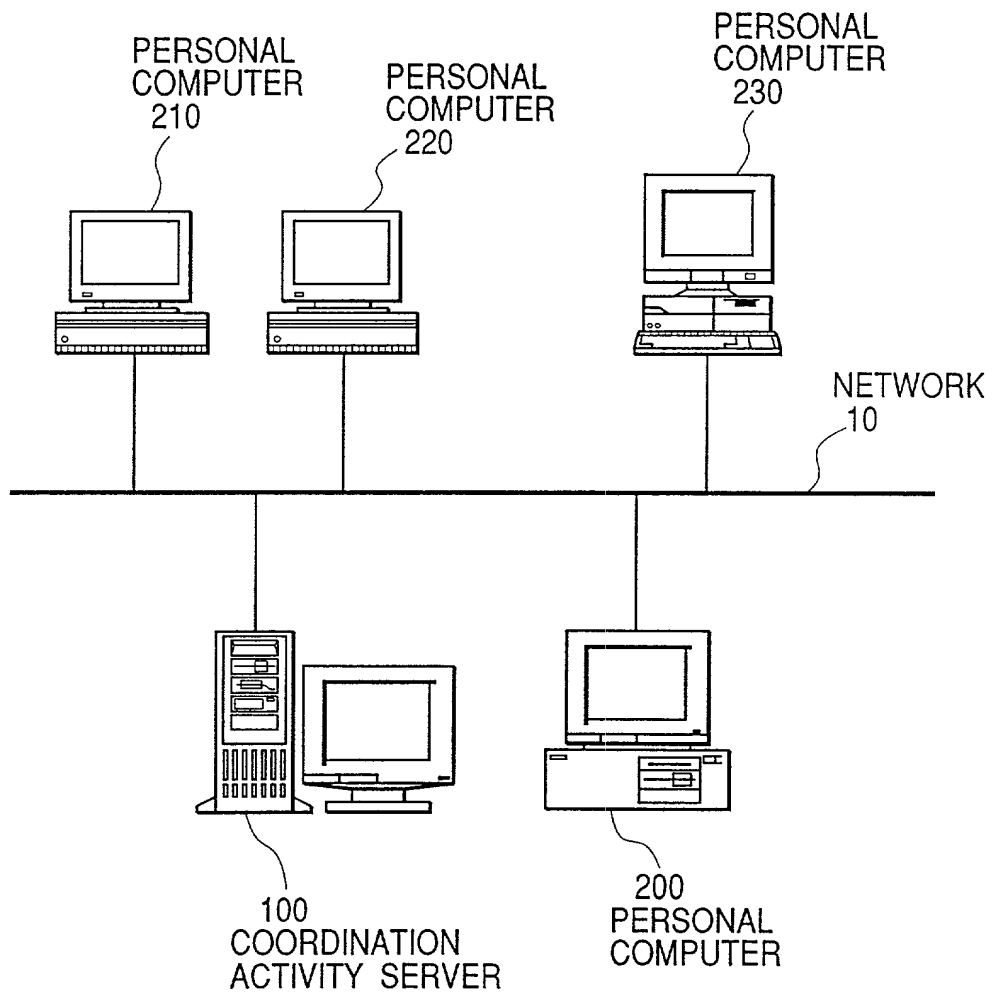 PERSONAL
COMPUTER
210
PERSONAL
COMPUTER
220
PERSONAL
COMPUTER
230
NETWORK
10
100
COORDINATION
ACTIVITY SERVER
200
PERSONAL
COMPUTER